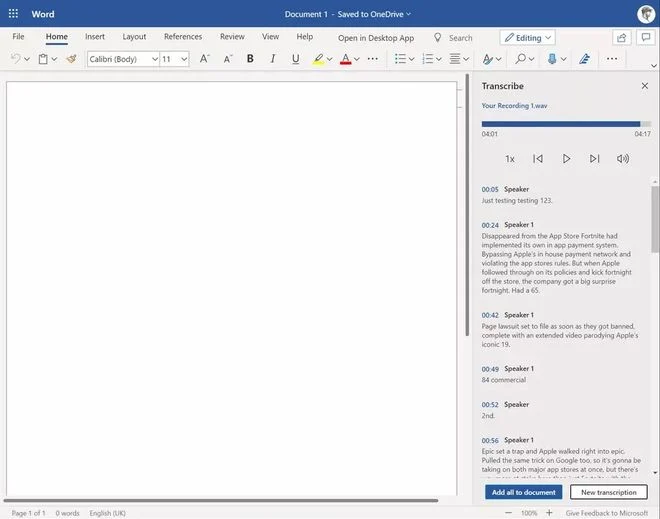 Word
Document 1 - Saved to OneDrive
File Home Insert Layout References Review View Help Open in Desktop App Search Editing
Calibri (Body) 11 A A B I U A
Transcribe
Your Recording 1.wav
04:01 04:17
1x
00:05 Speaker
Just testing testing 123.
00:24 Speaker 1
Disappeared from the App Store Fortnite had
implemented its own in app payment system.
Bypassing Apple's in house payment network and
violating the app stores rules. But when Apple
followed through on its policies and kick fortnight
off the store, the company got a big surprise
fortnight. Had a 65.
00:42 Speaker 1
Page lawsuit set to file as soon as they got banned,
complete with an extended video parodying Apple's
iconic 19.
00:49 Speaker 1
84 commercial
00:52 Speaker
2nd.
00:56 Speaker 1
Epic set a trap and Apple walked right into epic.
Pulled the same trick on Google too, so it's gonna be
taking on both major app stores at once, but there's
Add all to document New transcription
Page 1 of 1 0 words English (UK) 100% Give Feedback to Microsoft